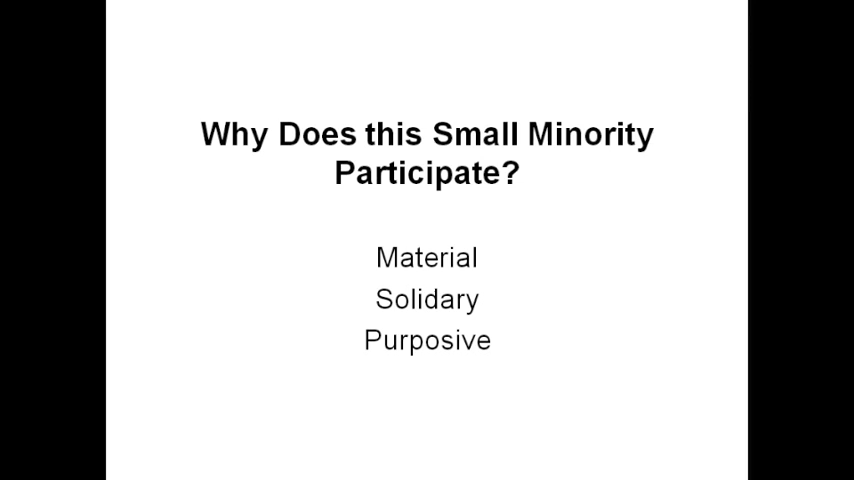 Why Does this Small Minority
Participate?
Material
Solidary
Purposive